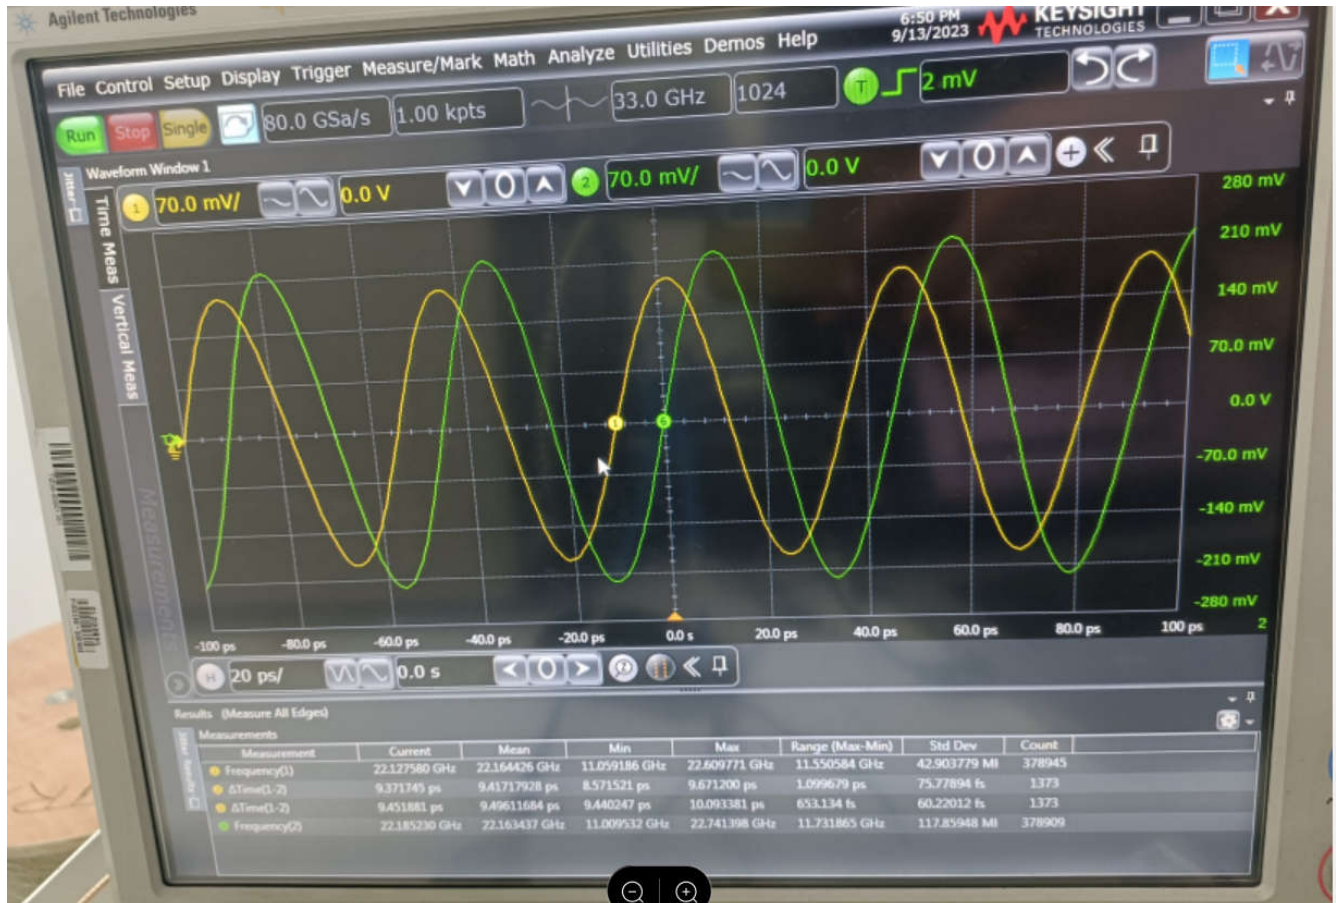 Agilent Technologies
6:50 PM
9/13/2023
KEYSIGHT
TECHNOLOGIES
File Control Setup Display Trigger Measure/Mark Math Analyze Utilities Demos Help
Run Stop Single 80.0 GSa/s 1.00 kpts 33.0 GHz 1024 T 2 mV
Waveform Window 1
Jitter
1 70.0 mV/ 0.0 V 0 2 70.0 mV/ 0.0 V 0
Time Meas
Vertical Meas
Measurements
280 mV
210 mV
140 mV
70.0 mV
0.0 V
-70.0 mV
-140 mV
-210 mV
-280 mV
2
-100 ps -80.0 ps -60.0 ps -40.0 ps -20.0 ps 0.0 s 20.0 ps 40.0 ps 60.0 ps 80.0 ps 100 ps
H 20 ps/ 0.0 s 0
Results (Measure All Edges)
Measurements
Measurement Current Mean Min Max Range (Max-Min) Std Dev Count
Frequency(1) 22.127580 GHz 22.164426 GHz 11.059186 GHz 22.609771 GHz 11.550584 GHz 42.903779 MI 378945
ΔTime(1-2) 9.371745 ps 9.41717928 ps 8.571521 ps 9.671200 ps 1.099679 ps 75.77894 fs 1373
ΔTime(1-2) 9.451881 ps 9.49611684 ps 9.440247 ps 10.093381 ps 653.134 fs 60.22012 fs 1373
Frequency(2) 22.185230 GHz 22.163437 GHz 11.009532 GHz 22.741398 GHz 11.731865 GHz 117.85948 MI 378909